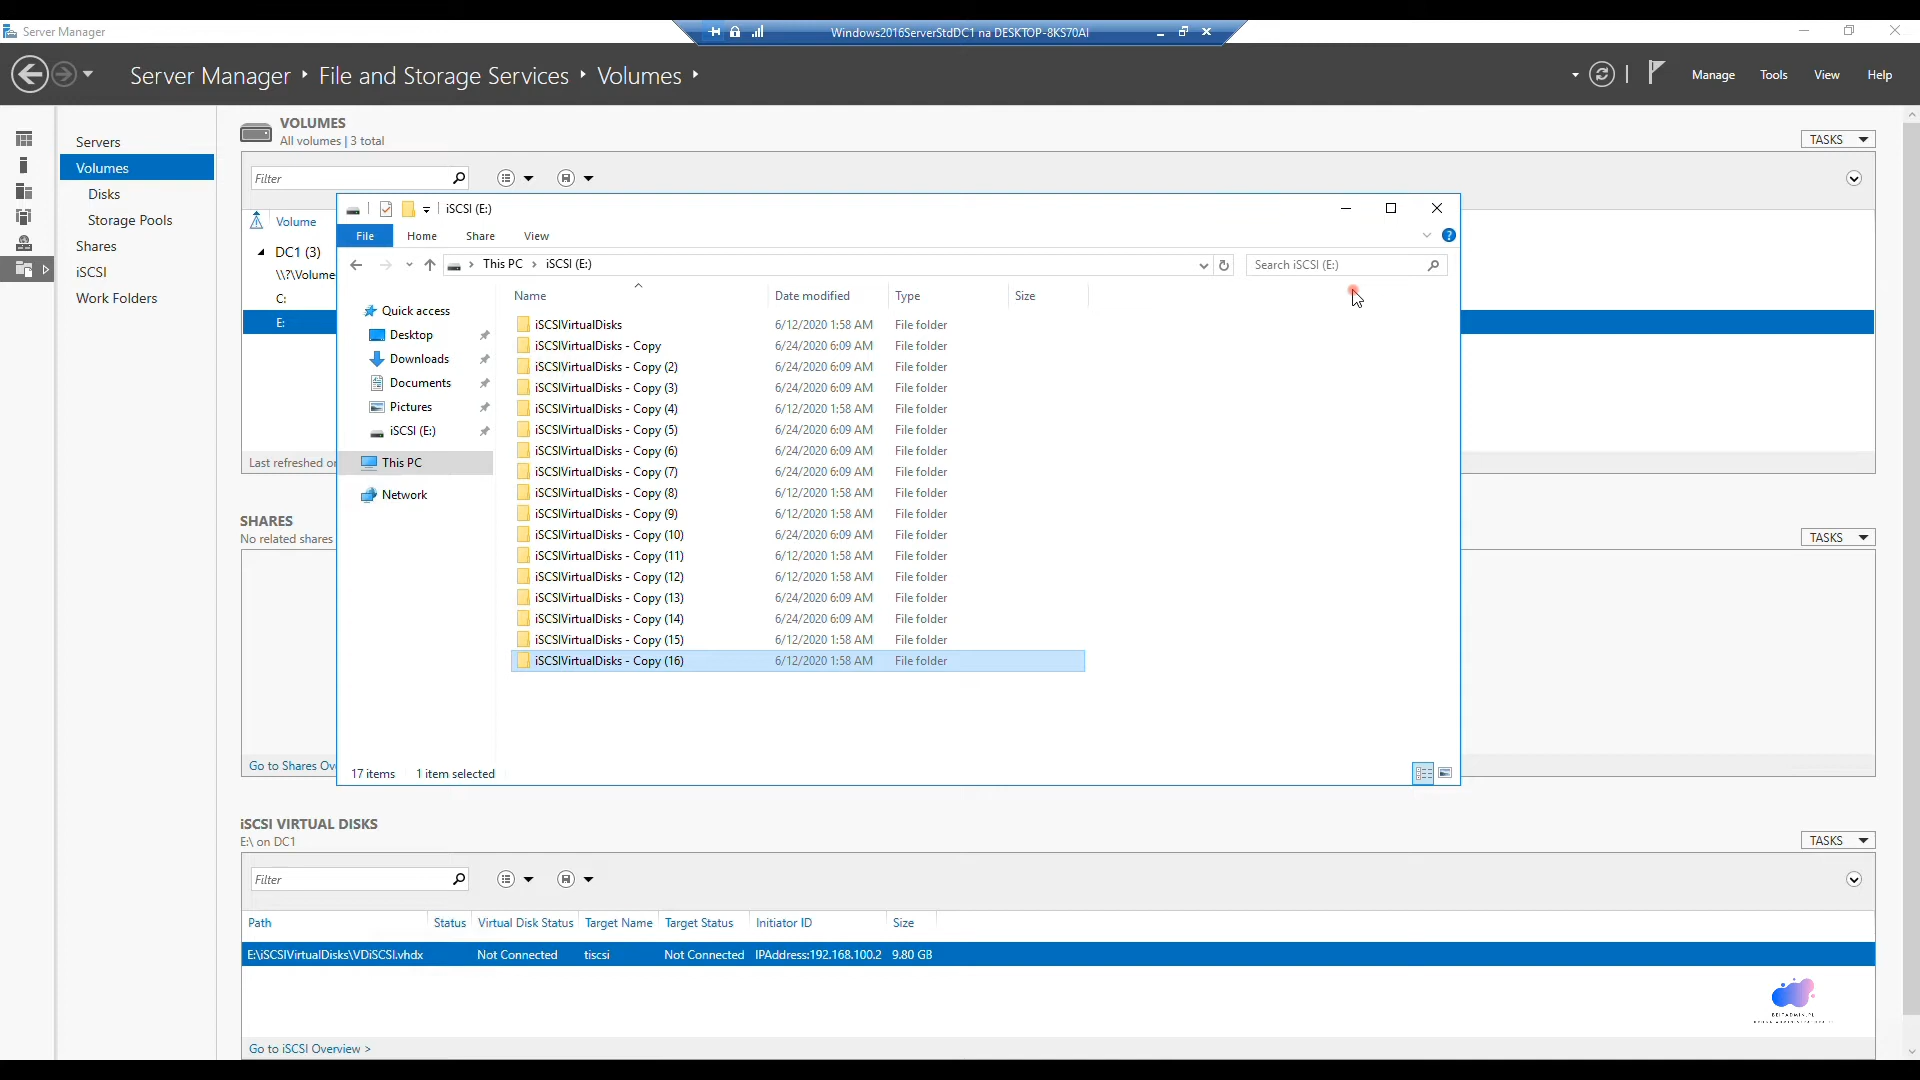 Server Manager
Windows2016ServerStdDC1 na DESKTOP-8KS70AI
Server Manager File and Storage Services Volumes
Manage Tools View Help
Servers
Volumes
Disks
Storage Pools
Shares
iSCSI
Work Folders
VOLUMES
All volumes | 3 total
TASKS
Filter
Volume
DC1 (3)
\\?\Volume
C:
E:
Last refreshed o
iSCSI (E:)
File Home Share View
This PC iSCSI (E:)
Search iSCSI (E:)
Quick access
Desktop
Downloads
Documents
Pictures
iSCSI (E:)
This PC
Network
Name Date modified Type Size
iSCSIVirtualDisks 6/12/2020 1:58 AM File folder
iSCSIVirtualDisks - Copy 6/24/2020 6:09 AM File folder
iSCSIVirtualDisks - Copy (2) 6/24/2020 6:09 AM File folder
iSCSIVirtualDisks - Copy (3) 6/24/2020 6:09 AM File folder
iSCSIVirtualDisks - Copy (4) 6/12/2020 1:58 AM File folder
iSCSIVirtualDisks - Copy (5) 6/24/2020 6:09 AM File folder
iSCSIVirtualDisks - Copy (6) 6/24/2020 6:09 AM File folder
iSCSIVirtualDisks - Copy (7) 6/24/2020 6:09 AM File folder
iSCSIVirtualDisks - Copy (8) 6/12/2020 1:58 AM File folder
iSCSIVirtualDisks - Copy (9) 6/12/2020 1:58 AM File folder
iSCSIVirtualDisks - Copy (10) 6/24/2020 6:09 AM File folder
iSCSIVirtualDisks - Copy (11) 6/12/2020 1:58 AM File folder
iSCSIVirtualDisks - Copy (12) 6/12/2020 1:58 AM File folder
iSCSIVirtualDisks - Copy (13) 6/24/2020 6:09 AM File folder
iSCSIVirtualDisks - Copy (14) 6/24/2020 6:09 AM File folder
iSCSIVirtualDisks - Copy (15) 6/12/2020 1:58 AM File folder
iSCSIVirtualDisks - Copy (16) 6/12/2020 1:58 AM File folder
17 items 1 item selected
SHARES
No related shares
TASKS
Go to Shares Ov
iSCSI VIRTUAL DISKS
E:\ on DC1
TASKS
Filter
Path Status Virtual Disk Status Target Name Target Status Initiator ID Size
E:\iSCSIVirtualDisks\VDiSCSI.vhdx Not Connected tiscsi Not Connected IPAddress:192.168.100.2 9.80 GB
BEITADMIN.PL
Go to iSCSI Overview >